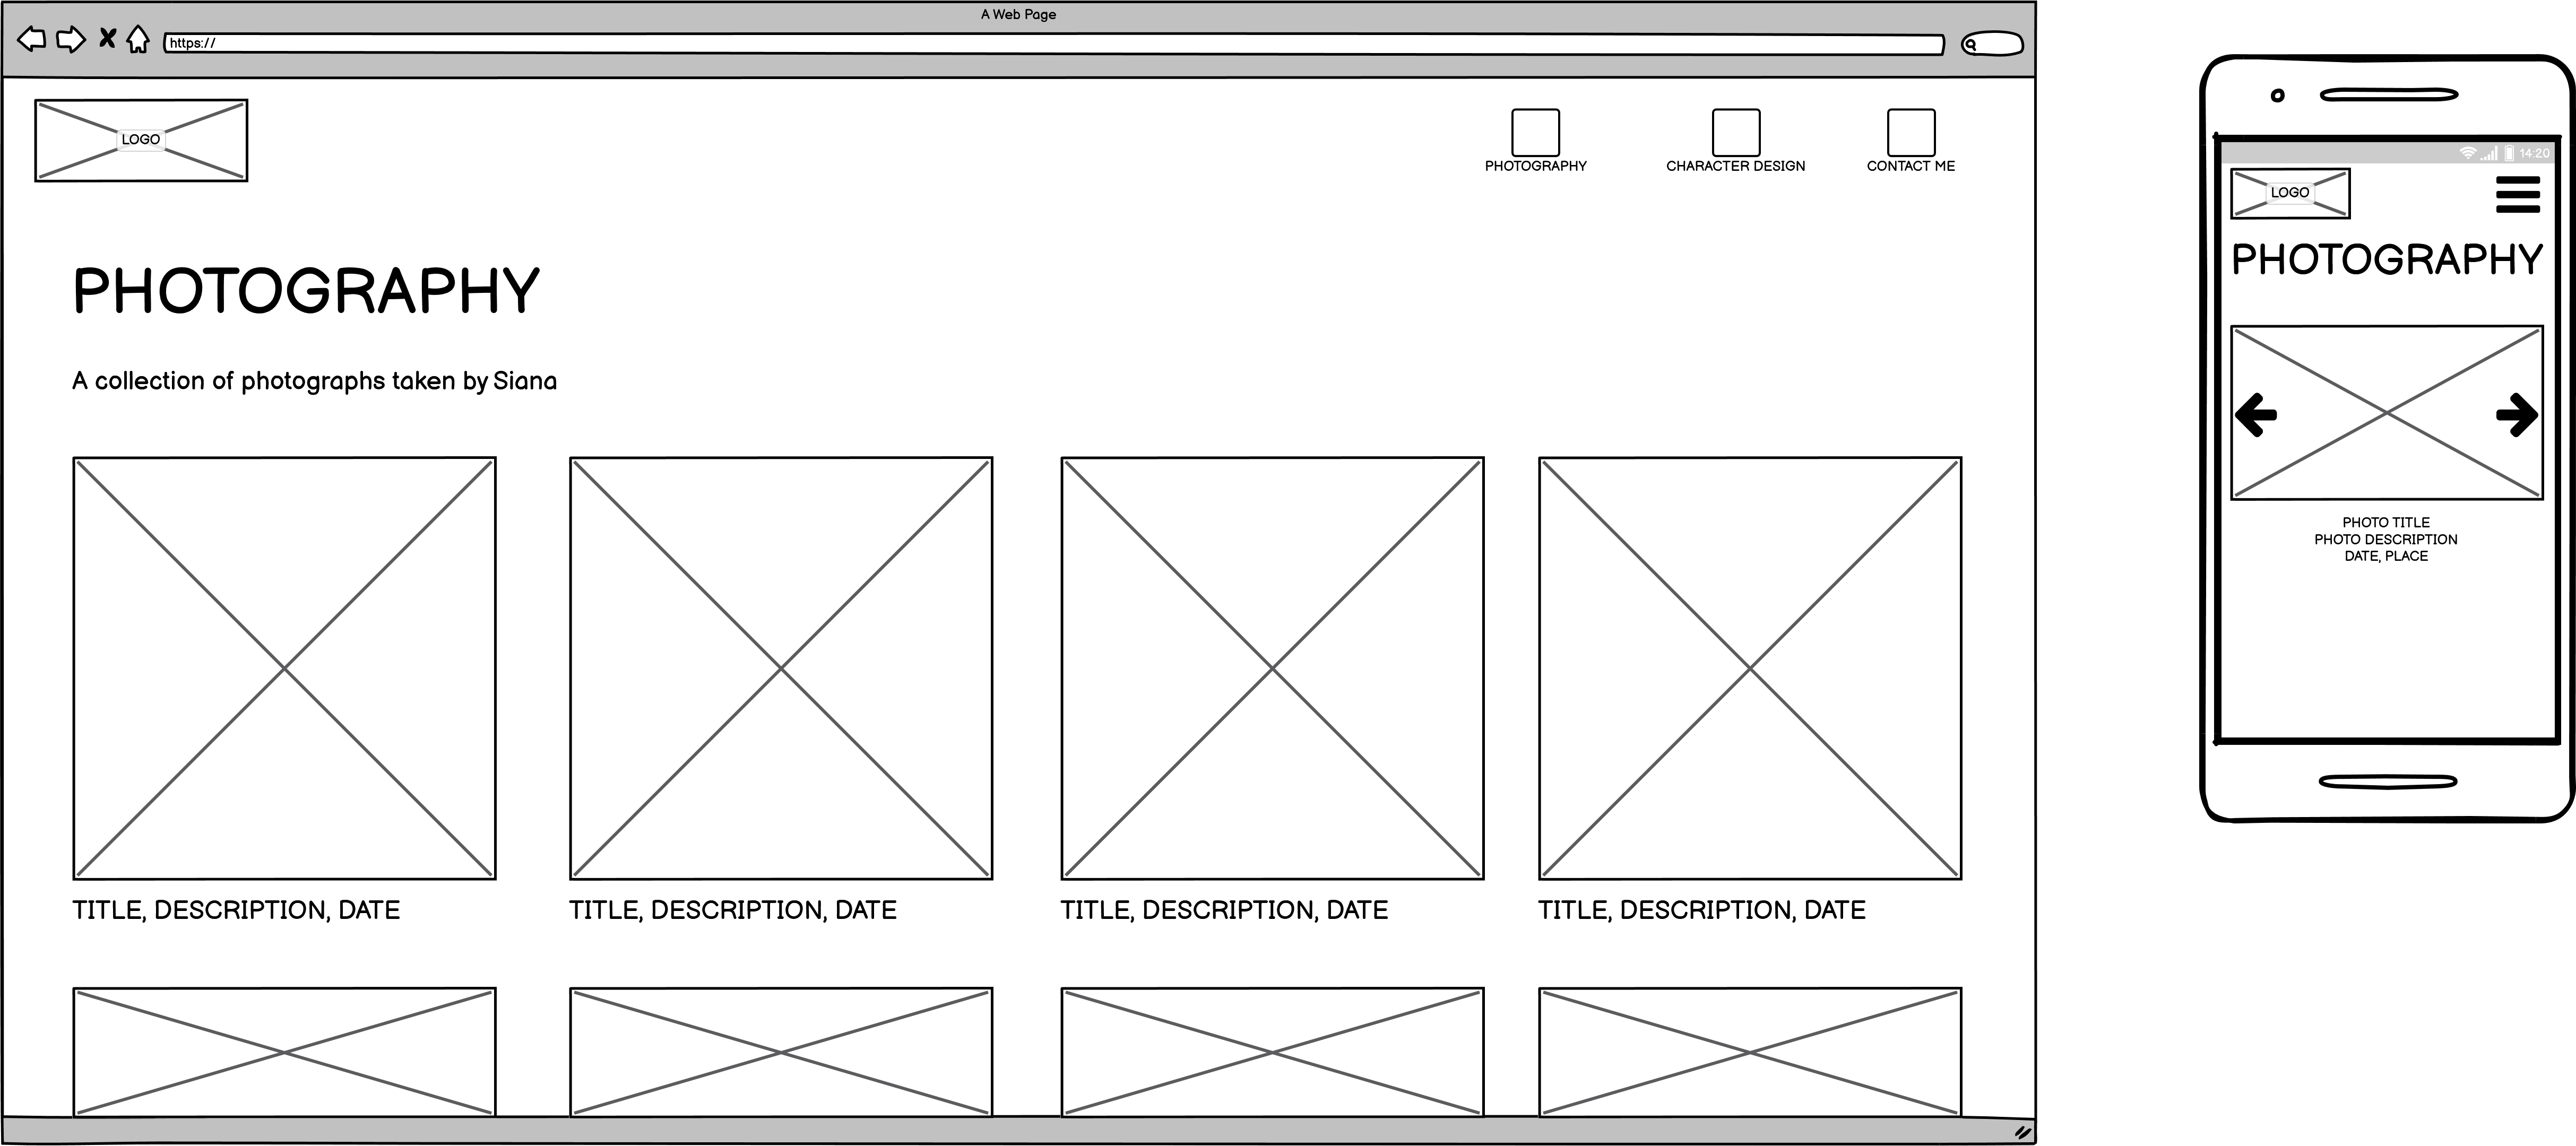 A Web Page
https://
LOGO
PHOTOGRAPHY
CHARACTER DESIGN
CONTACT ME
PHOTOGRAPHY
A collection of photographs taken by Siana
TITLE, DESCRIPTION, DATE
TITLE, DESCRIPTION, DATE
TITLE, DESCRIPTION, DATE
TITLE, DESCRIPTION, DATE
14:20
LOGO
PHOTOGRAPHY
PHOTO TITLE
PHOTO DESCRIPTION
DATE, PLACE